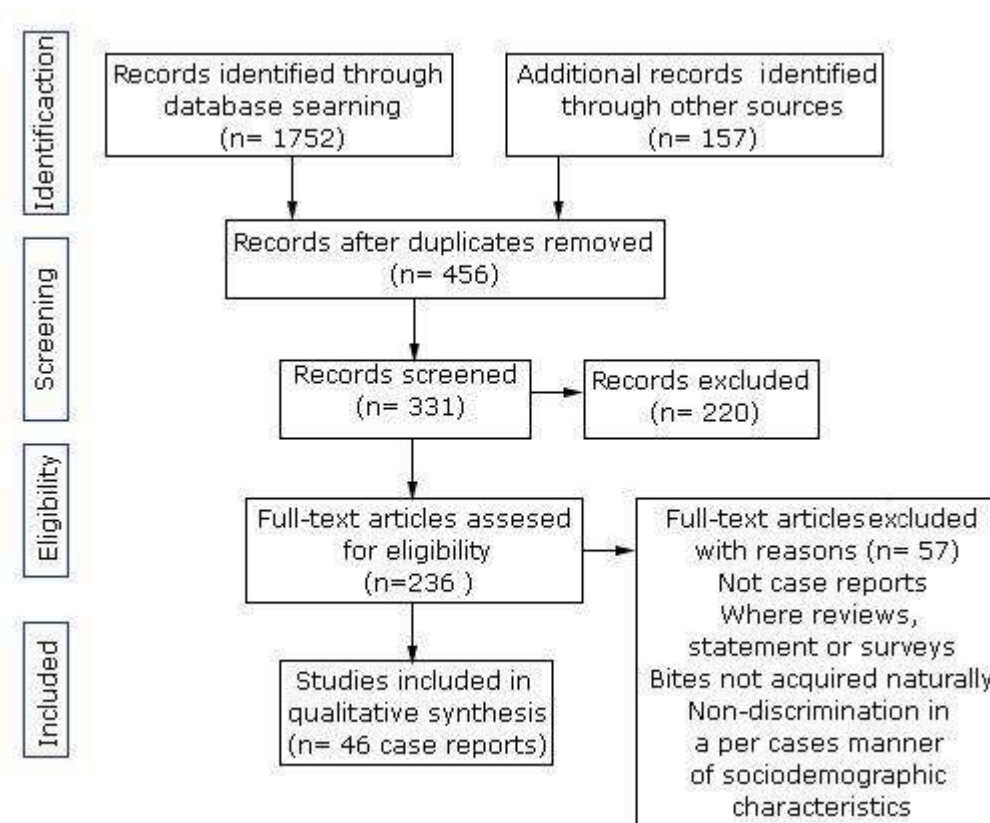 Identificaction
Records identified through
database searning
(n= 1752)
Additional records identified
through other sources
(n= 157)
Screening
Records after duplicates removed
(n= 456)
Records screened
(n= 331)
Records excluded
(n= 220)
Eligibility
Full-text articles assesed
for eligibility
(n=236 )
Full-text articlesexcluded
with reasons (n= 57)
Not case reports
Where reviews,
statement or surveys
Bites not acquired naturally
Non-discrimination in
a per cases manner
of sociodemographic
characteristics
Included
Studies included in
qualitative synthesis
(n= 46 case reports)